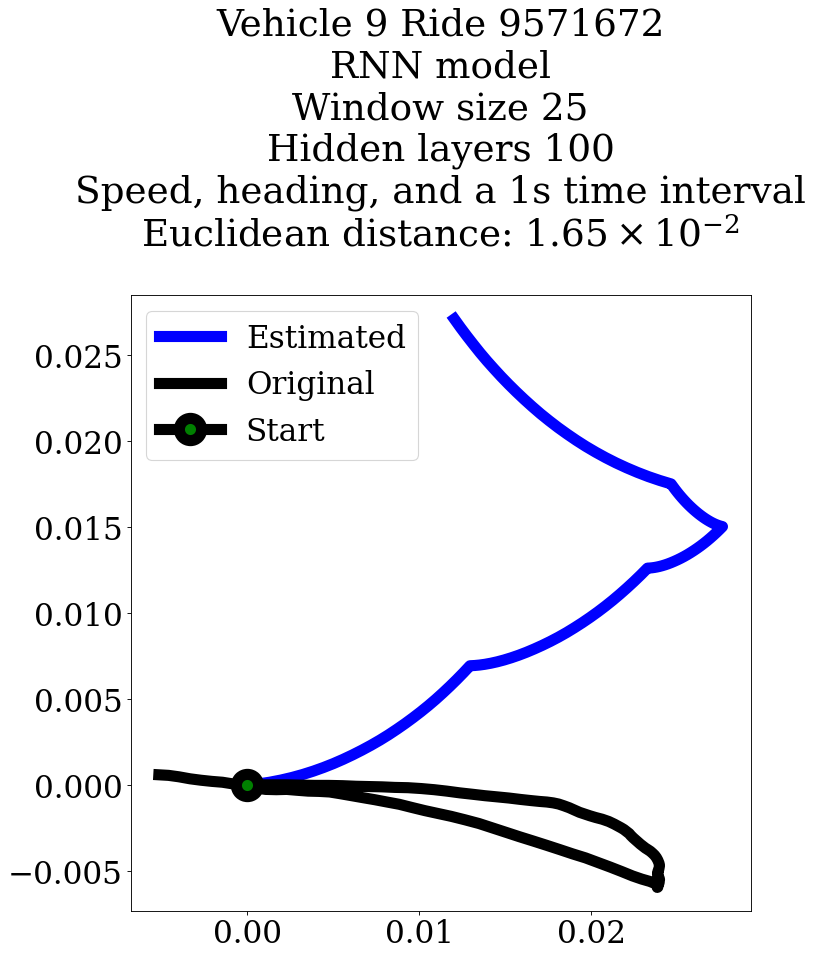 Vehicle 9 Ride 9571672
RNN model
Window size 25
Hidden layers 100
Speed, heading, and a 1s time interval
Euclidean distance: 1.65 × 10⁻²
Estimated
Original
Start
0.025
0.020
0.015
0.010
0.005
0.000
−0.005
0.00 0.01 0.02